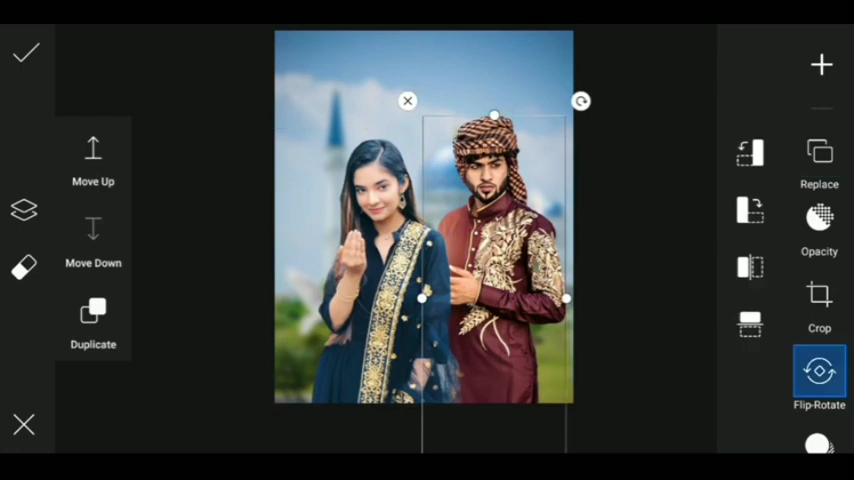 Move Up
Move Down
Duplicate
Replace
Opacity
Crop
Flip-Rotate